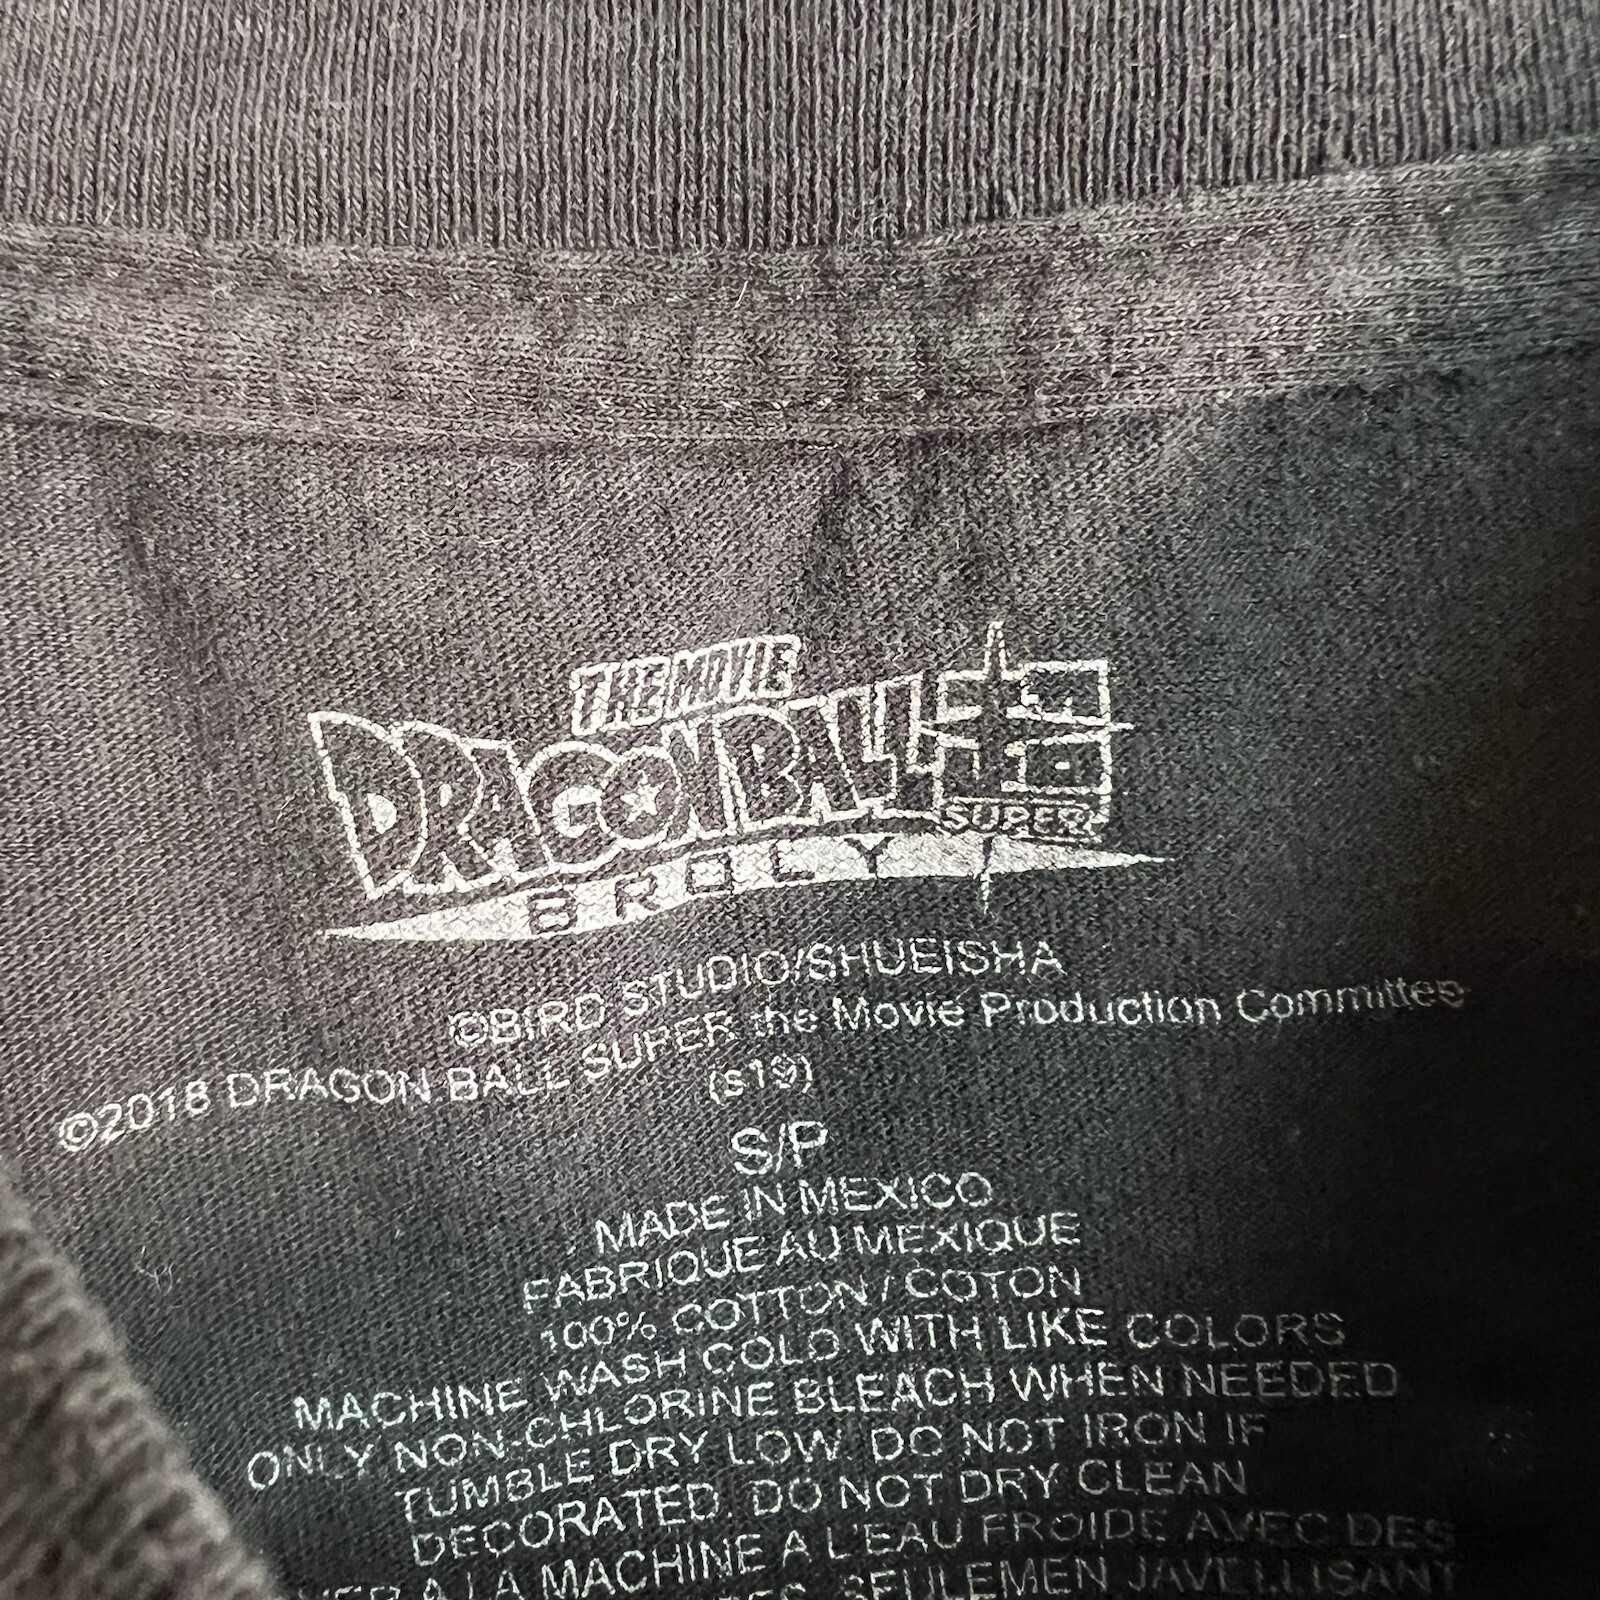 THE MOVIE
DRAGON BALL 超
SUPER
BROLY
©BIRD STUDIO/SHUEISHA
©2018 DRAGON BALL SUPER the Movie Production Committee
(s19)
S/P
MADE IN MEXICO
FABRIQUE AU MEXIQUE
100% COTTON / COTON
MACHINE WASH COLD WITH LIKE COLORS
ONLY NON-CHLORINE BLEACH WHEN NEEDED
TUMBLE DRY LOW. DO NOT IRON IF
DECORATED. DO NOT DRY CLEAN
A LA MACHINE A L'EAU FROIDE AVEC DES
SEULEMEN JAVELLISANT